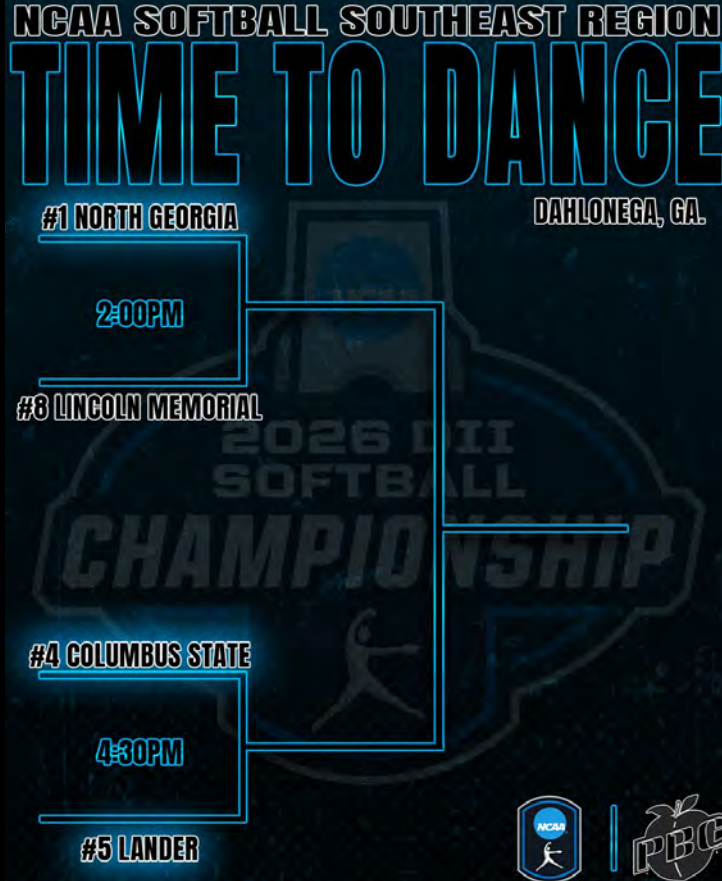 NCAA SOFTBALL SOUTHEAST REGION
TIME TO DANCE
DAHLONEGA, GA.
#1 NORTH GEORGIA
2:00PM
#8 LINCOLN MEMORIAL
2026 DII
SOFTBALL
CHAMPIONSHIP
#4 COLUMBUS STATE
4:30PM
#5 LANDER
NCAA
PBC